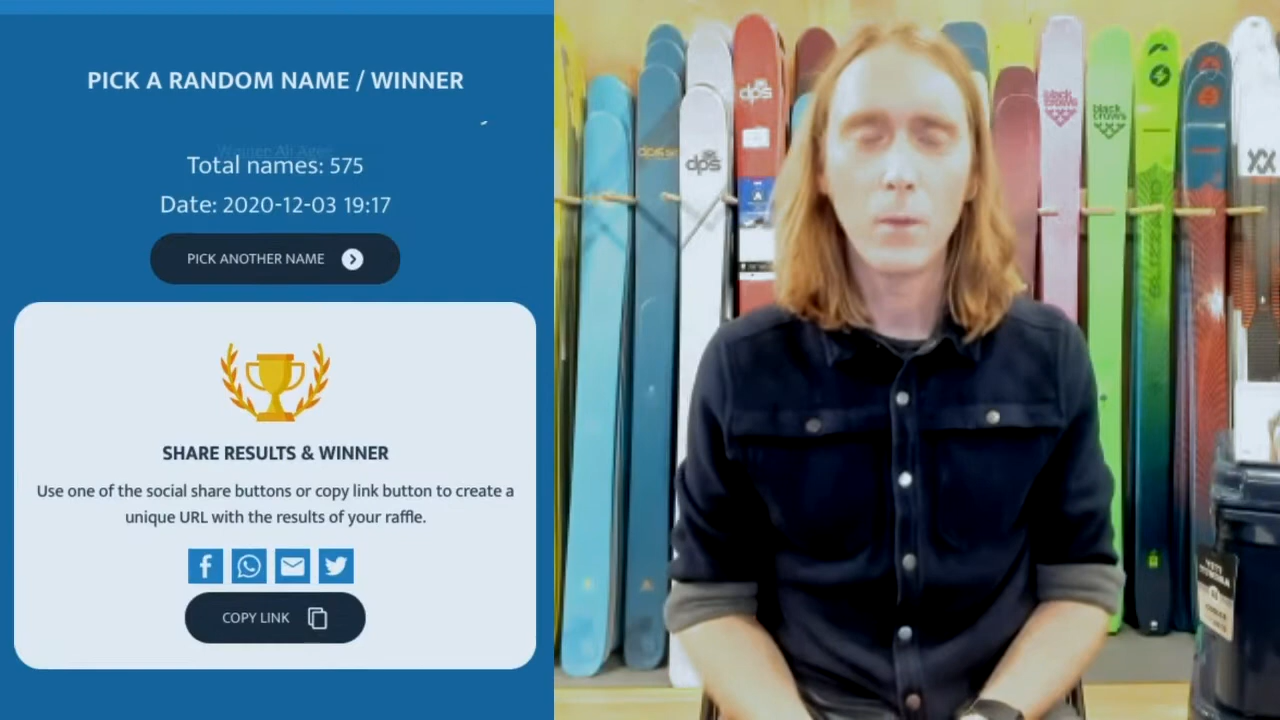 PICK A RANDOM NAME / WINNER
Total names: 575
Date: 2020-12-03 19:17
PICK ANOTHER NAME
SHARE RESULTS & WINNER
Use one of the social share buttons or copy link button to create a
unique URL with the results of your raffle.
COPY LINK
dps
dps
dps
black
crows
black
crows